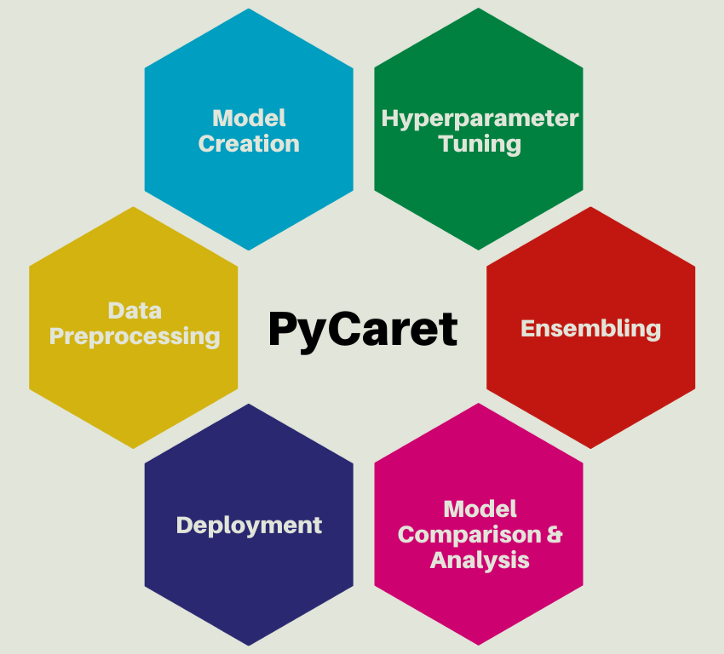 Model
Creation
Hyperparameter
Tuning
Data
Preprocessing
PyCaret
Ensembling
Deployment
Model
Comparison &
Analysis